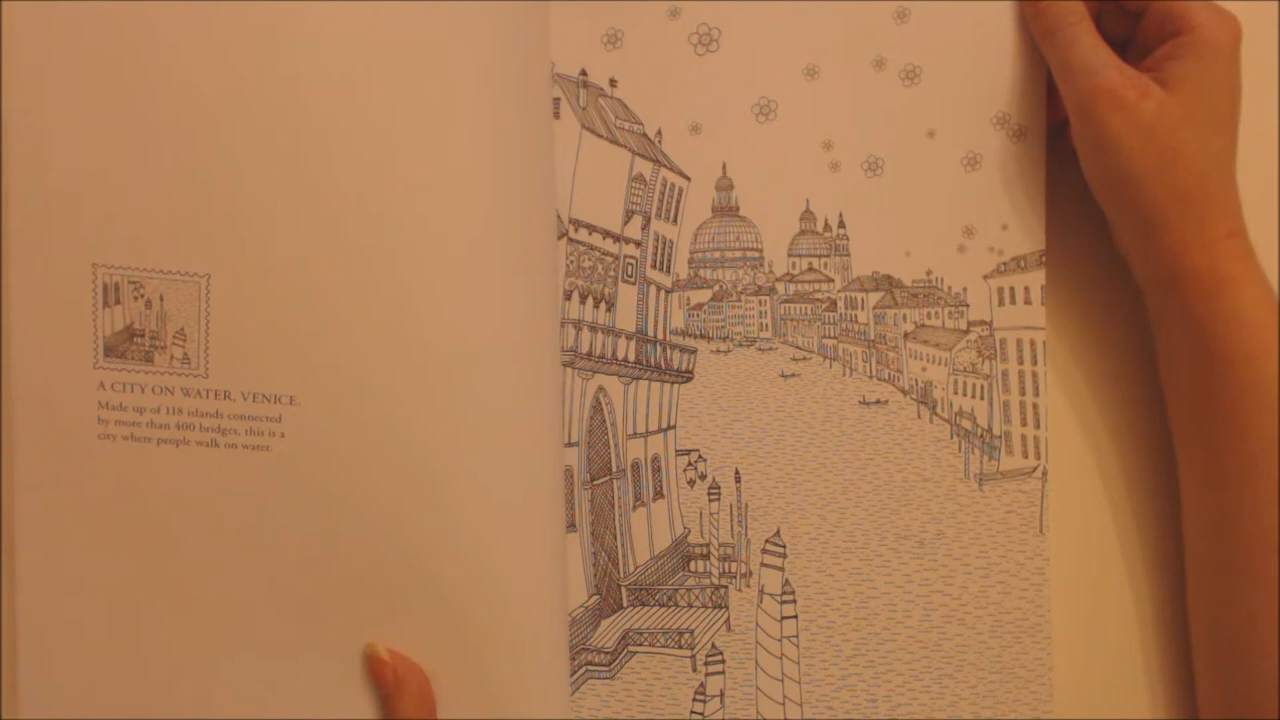 A CITY ON WATER, VENICE.
Made up of 118 islands connected
by more than 400 bridges, this is a
city where people walk on water.